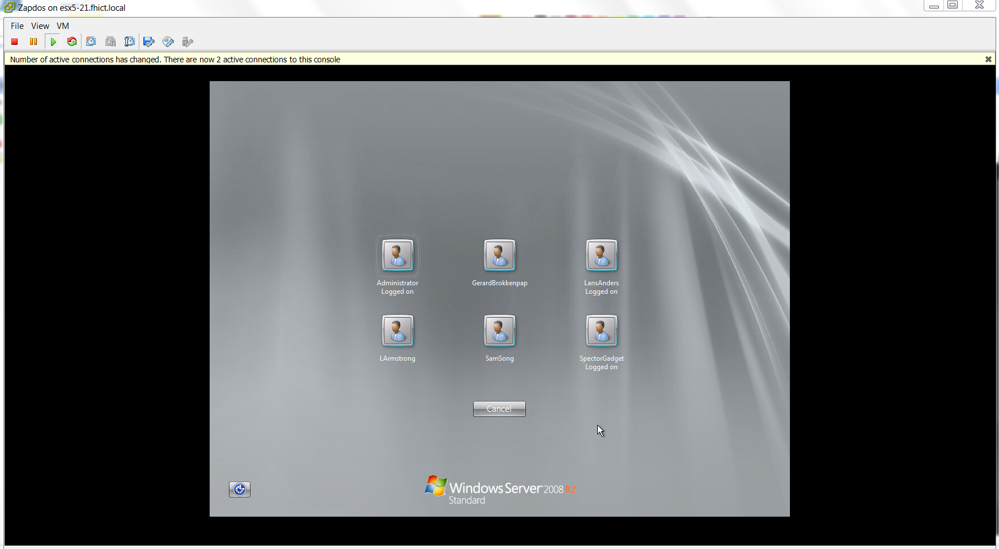 Zapdos on esx5-21.fhict.local
File View VM
Number of active connections has changed. There are now 2 active connections to this console
Administrator
Logged on
GerardBrokkenpap
LansAnders
Logged on
LArmstrong
SamSong
SpectorGadget
Logged on
Cancel
Windows Server 2008 R2
Standard